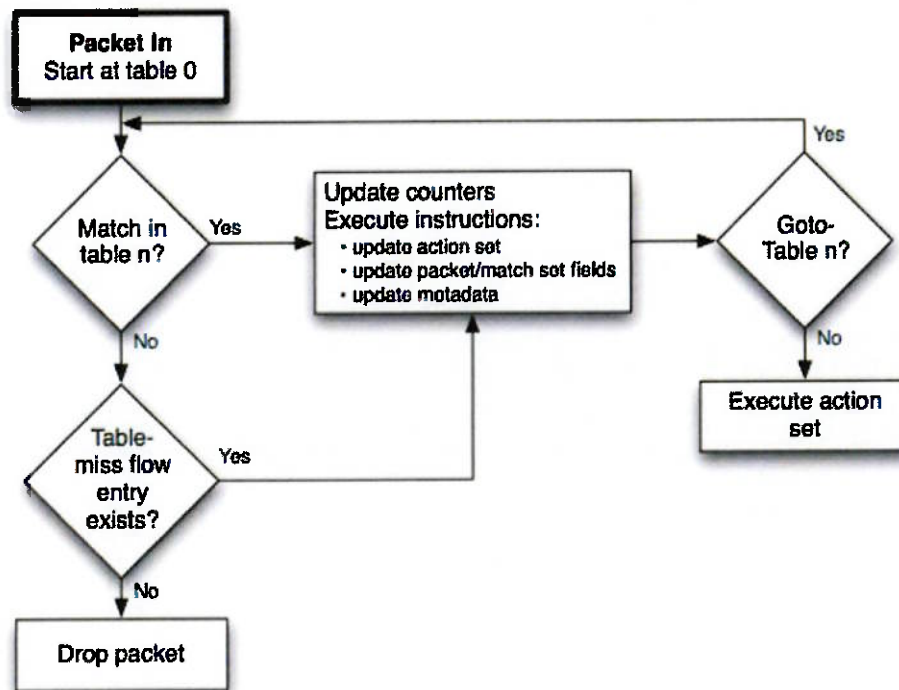 Packet In
Start at table 0
Yes
Match in
table n?
Yes
Update counters
Execute instructions:
• update action set
• update packet/match set fields
• update motadata
Goto-
Table n?
No
No
Execute action
set
Table-
miss flow
entry
exists?
Yes
No
Drop packet